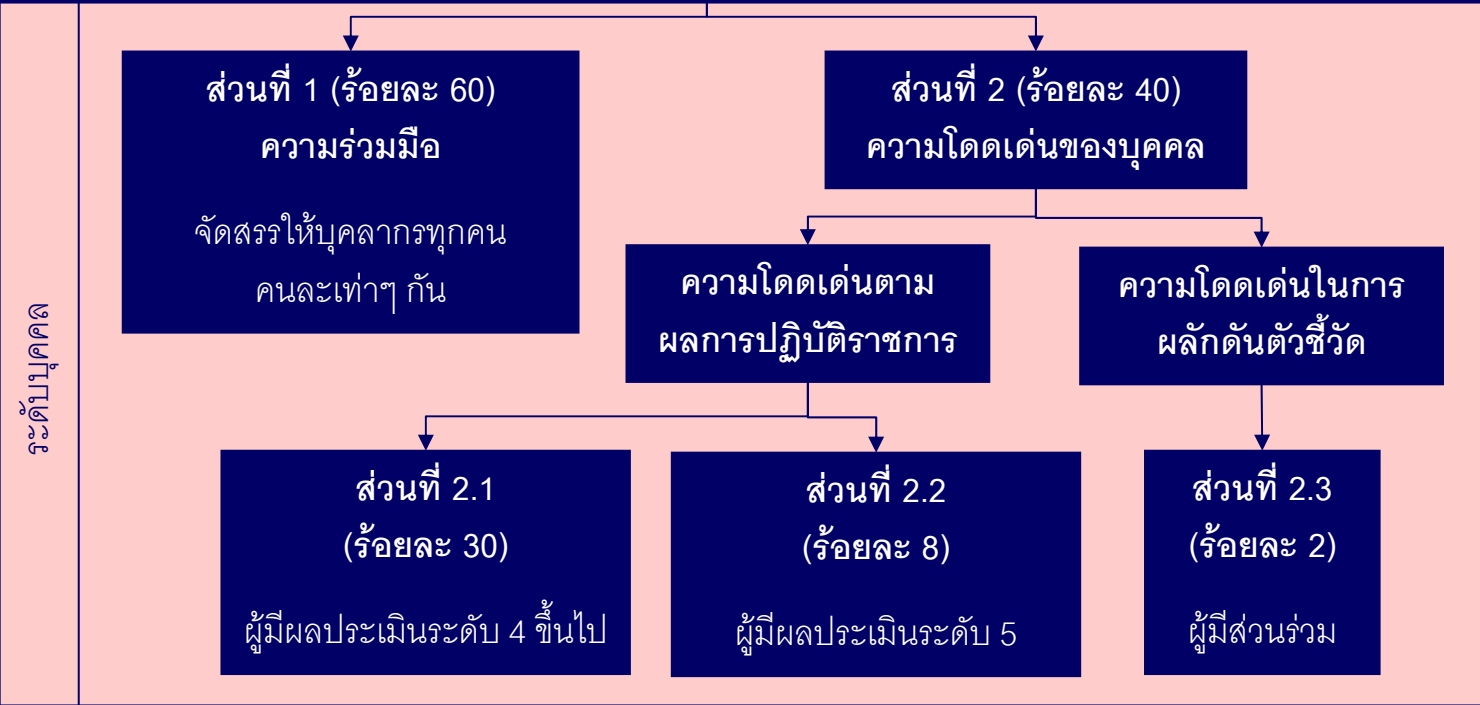 ระดับบุคคล
ส่วนที่ 1 (ร้อยละ 60)
ความร่วมมือ
จัดสรรให้บุคลากรทุกคน
คนละเท่าๆ กัน
ส่วนที่ 2 (ร้อยละ 40)
ความโดดเด่นของบุคคล
ความโดดเด่นตาม
ผลการปฏิบัติราชการ
ความโดดเด่นในการ
ผลักดันตัวชี้วัด
ส่วนที่ 2.1
(ร้อยละ 30)
ผู้มีผลประเมินระดับ 4 ขึ้นไป
ส่วนที่ 2.2
(ร้อยละ 8)
ผู้มีผลประเมินระดับ 5
ส่วนที่ 2.3
(ร้อยละ 2)
ผู้มีส่วนร่วม